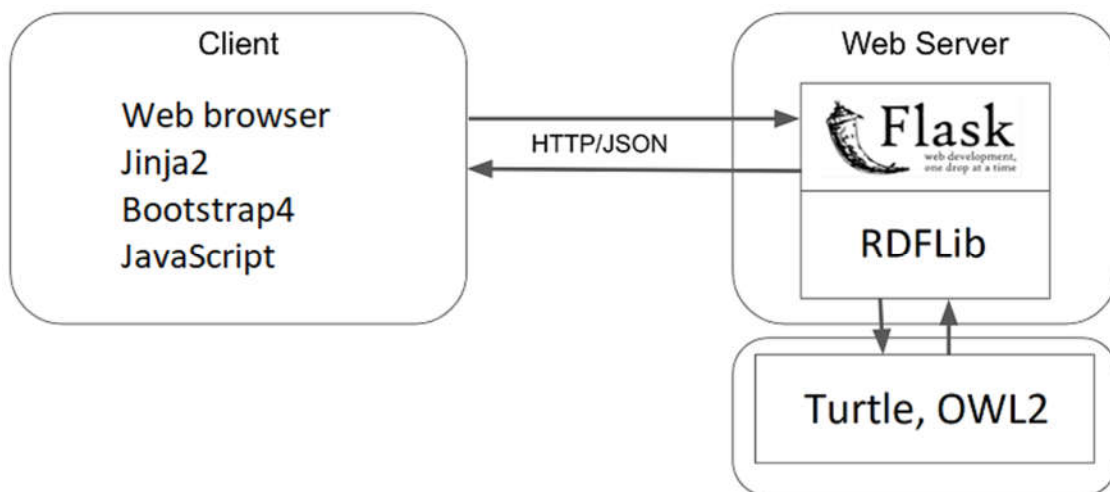 Client
Web browser
Jinja2
Bootstrap4
JavaScript
HTTP/JSON
Web Server
Flask
web development,
one drop at a time
RDFLib
Turtle, OWL2